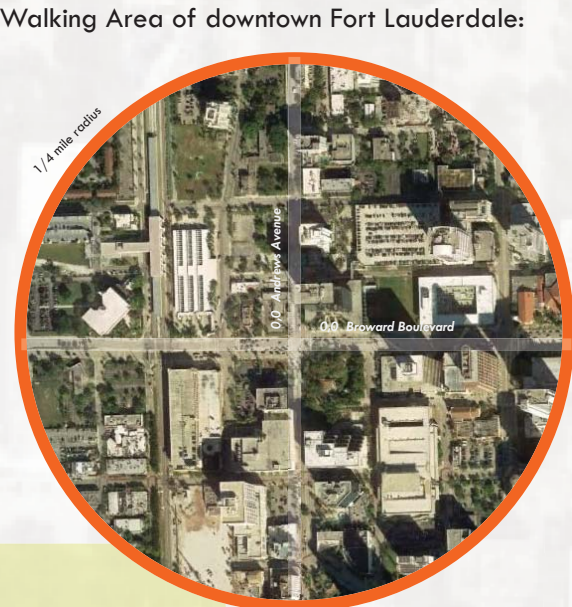 Walking Area of downtown Fort Lauderdale:
1/4 mile radius
0,0 Andrews Avenue
0,0 Broward Boulevard